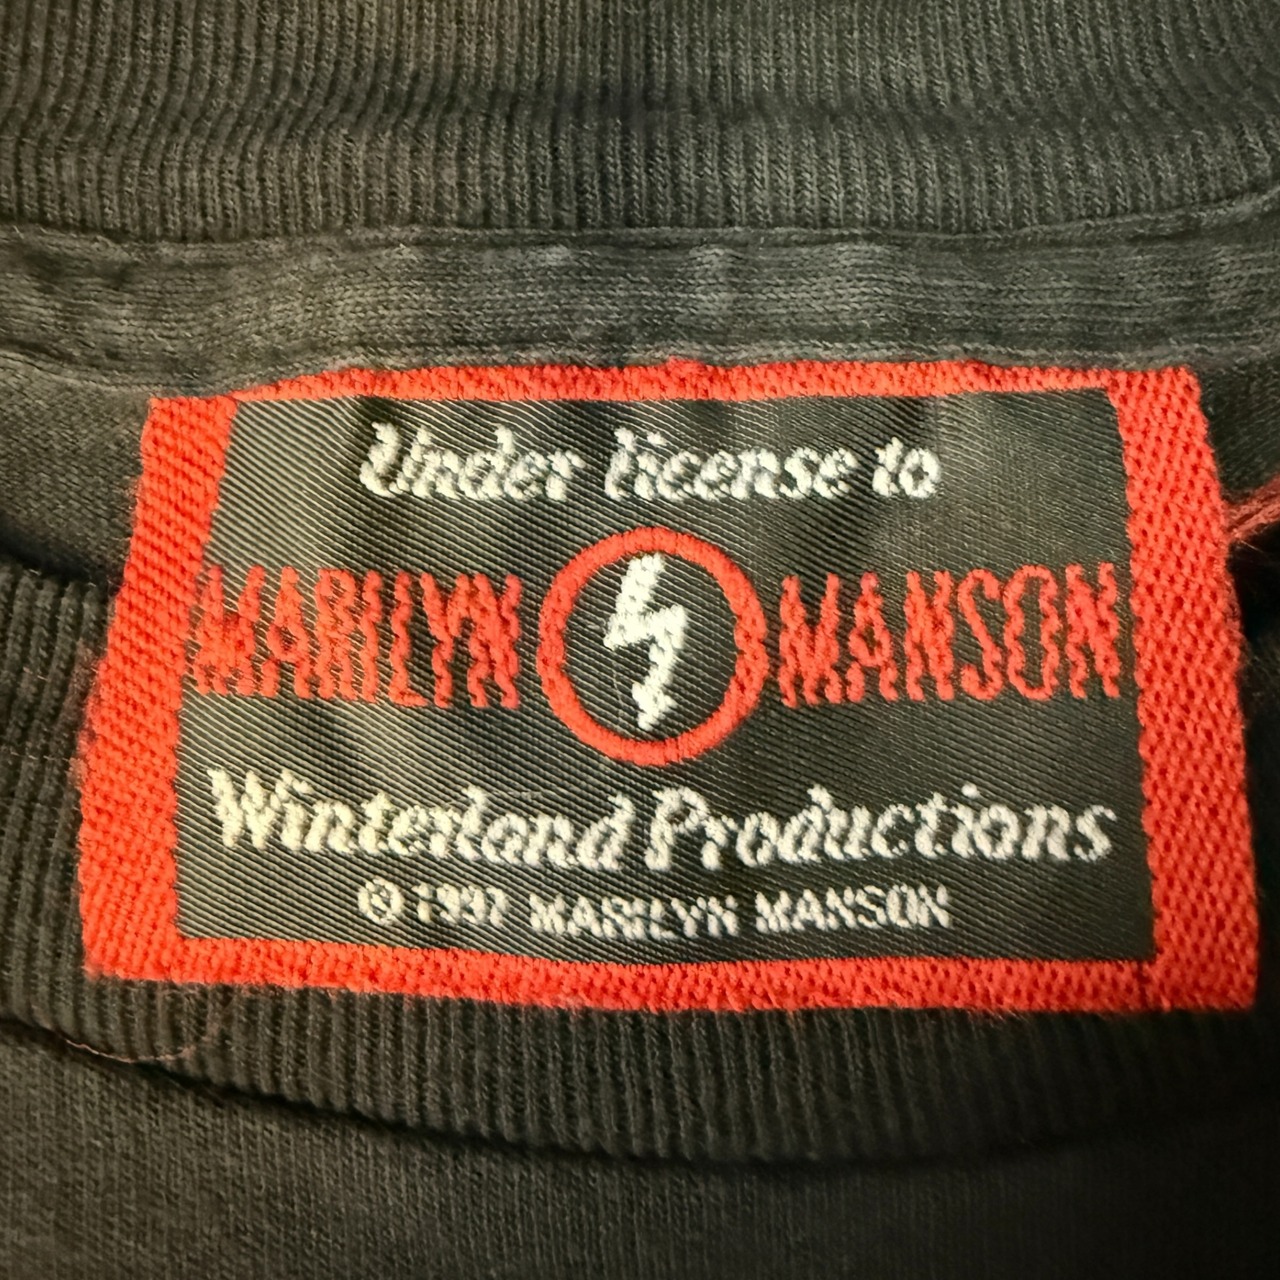 Under license to
MARILYN MANSON
Winterland Productions
© 1997 MARILYN MANSON